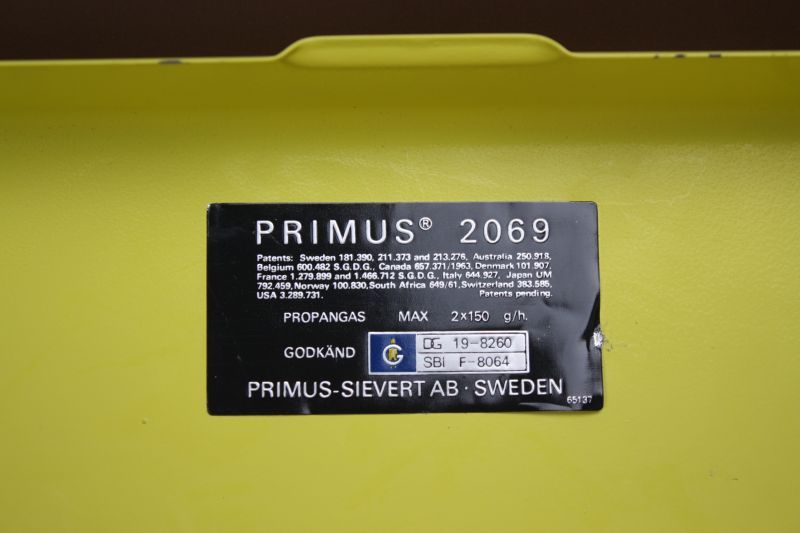 PRIMUS® 2069
Patents: Sweden 181.390, 211.373 and 213.276, Australia 250.918,
Belgium 600.482 S.G.D.G., Canada 657.371/1963, Denmark 101.907,
France 1.279.899 and 1.466.712 S.G.D.G., Italy 644.927, Japan UM
792.459, Norway 100.830, South Africa 649/61, Switzerland 383.585,
USA 3.289.731. Patents pending.
PROPANGAS MAX 2x150 g/h.
GODKÄND G DG 19-8260
SBI F-8064
PRIMUS-SIEVERT AB · SWEDEN
65137